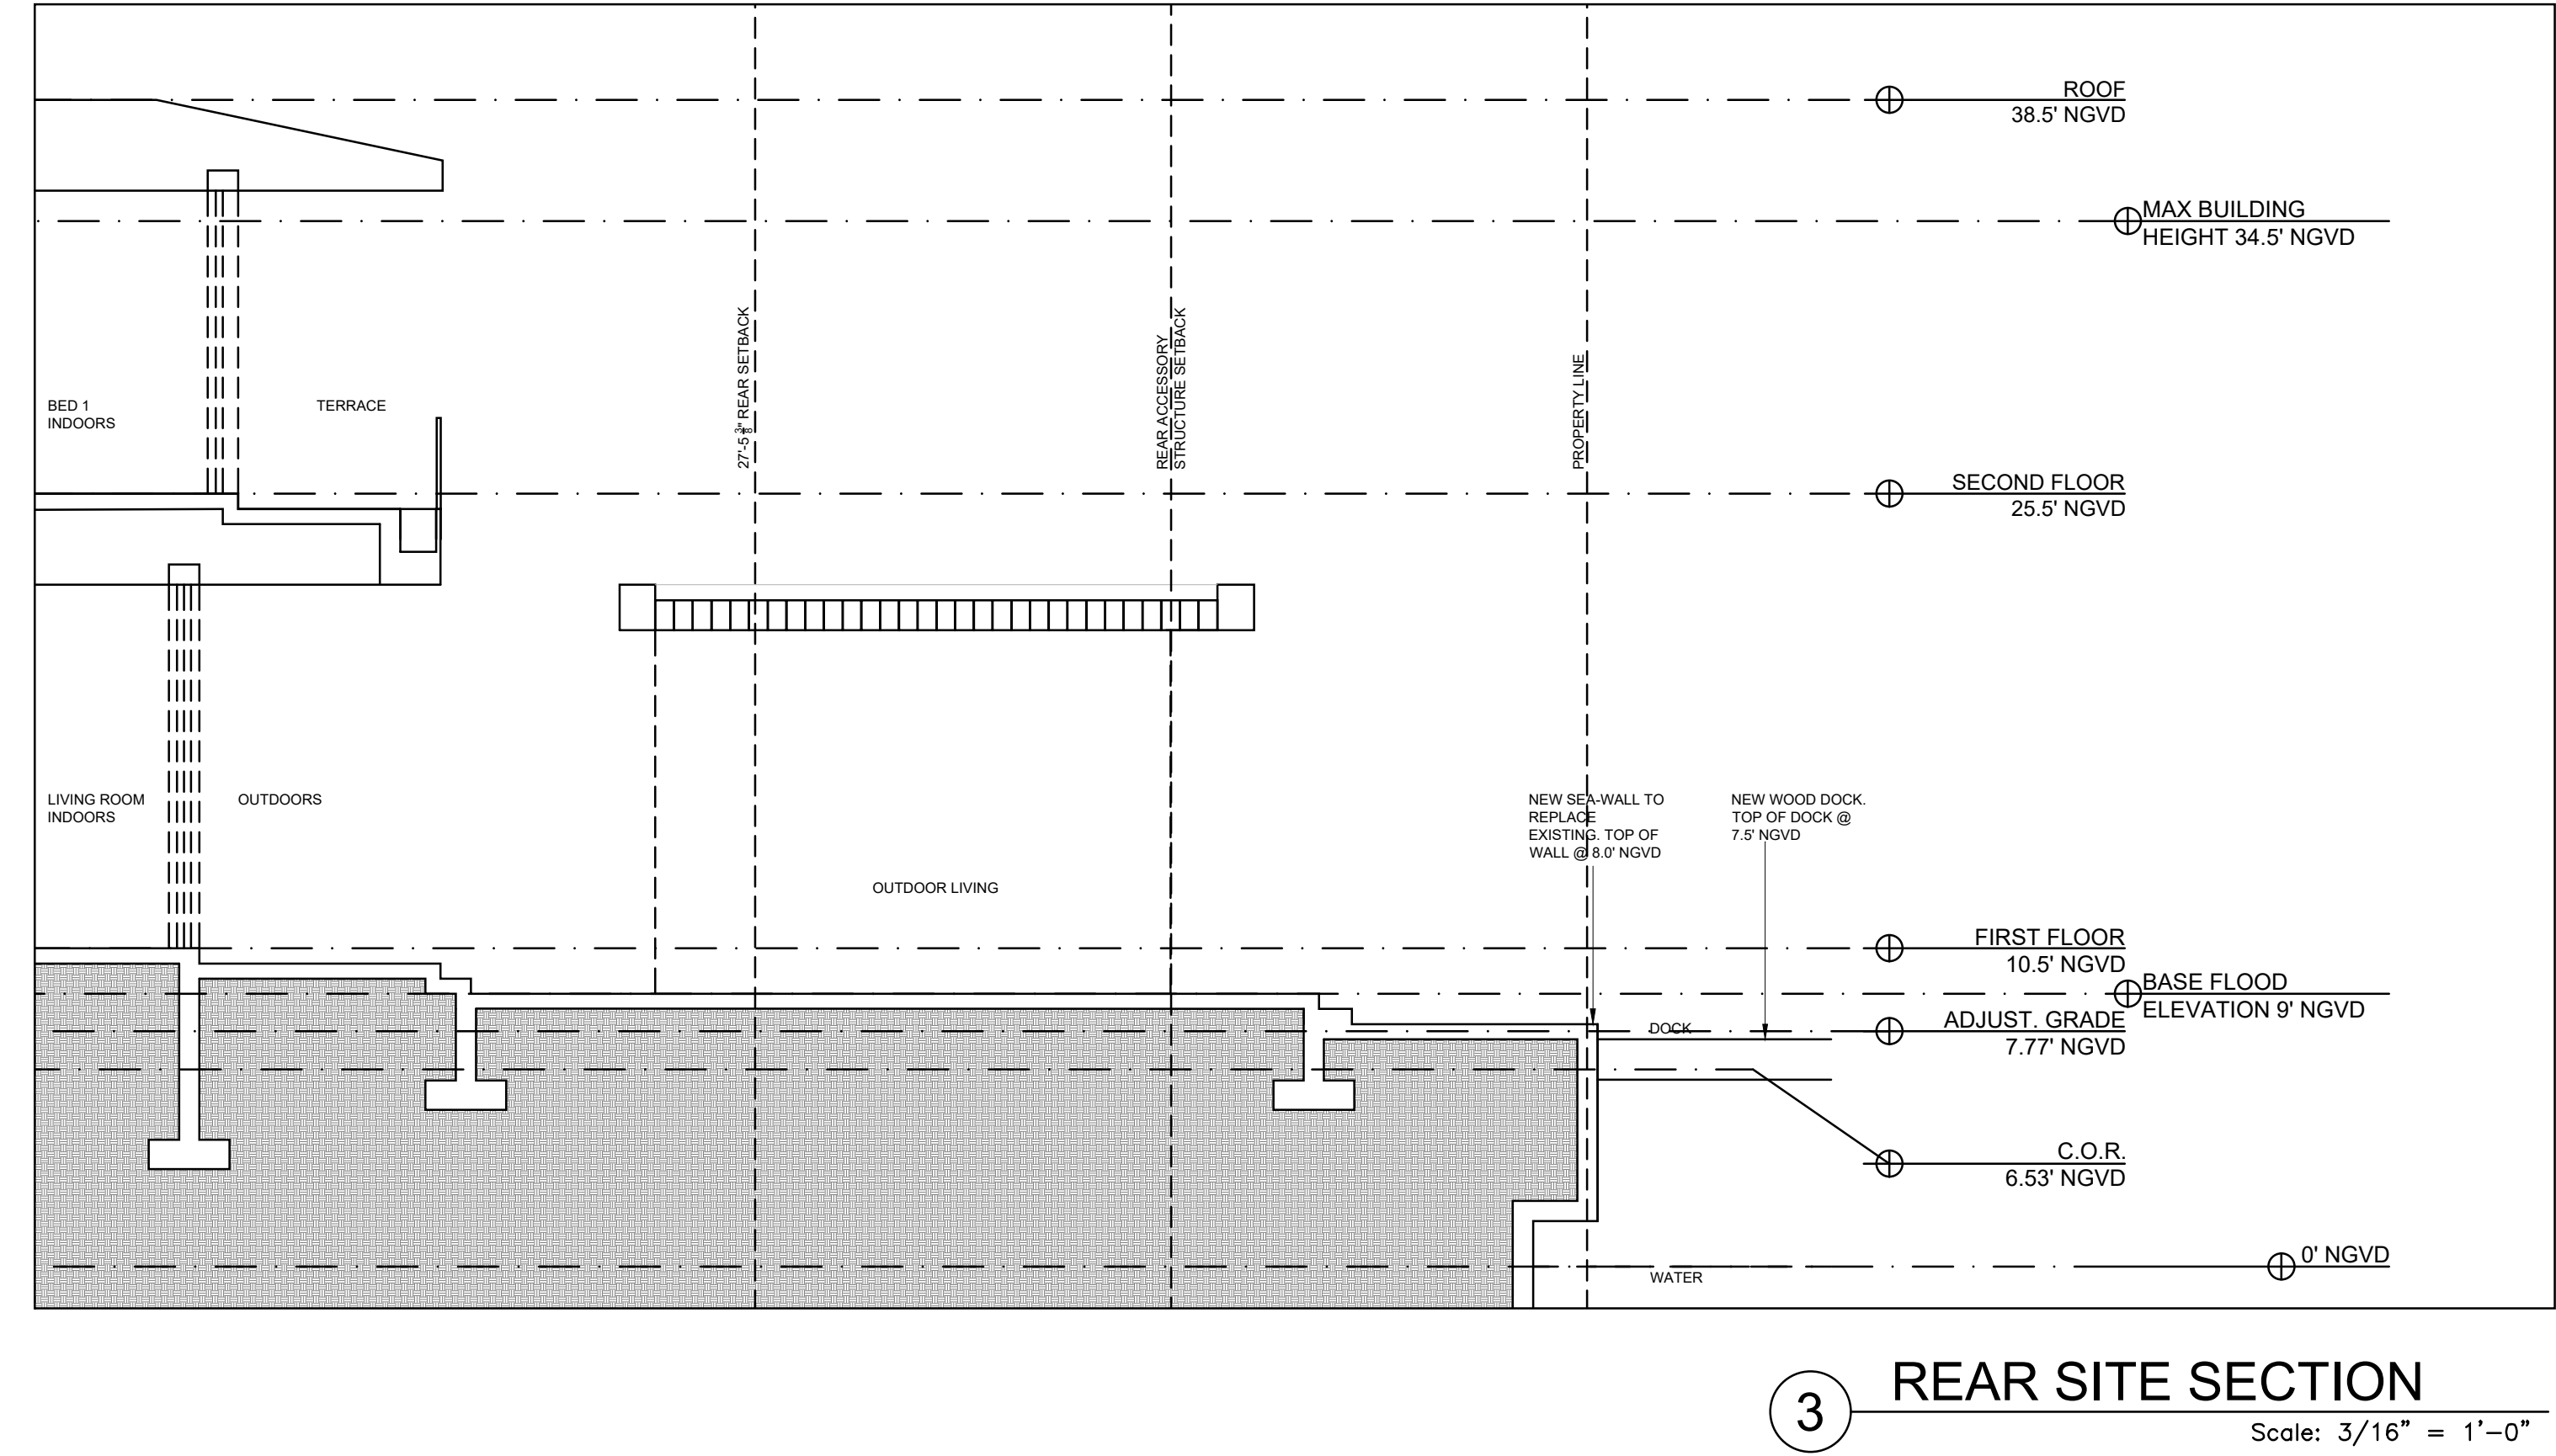 ROOF
38.5' NGVD
MAX BUILDING
HEIGHT 34.5' NGVD
27'-5 3/8" REAR SETBACK
REAR ACCESSORY
STRUCTURE SETBACK
PROPERTY LINE
BED 1
INDOORS
TERRACE
SECOND FLOOR
25.5' NGVD
LIVING ROOM
INDOORS
OUTDOORS
OUTDOOR LIVING
NEW SEA-WALL TO
REPLACE
EXISTING. TOP OF
WALL @ 8.0' NGVD
NEW WOOD DOCK.
TOP OF DOCK @
7.5' NGVD
FIRST FLOOR
10.5' NGVD
BASE FLOOD
ELEVATION 9' NGVD
DOCK
ADJUST. GRADE
7.77' NGVD
C.O.R.
6.53' NGVD
0' NGVD
WATER
3
REAR SITE SECTION
Scale: 3/16" = 1'-0"